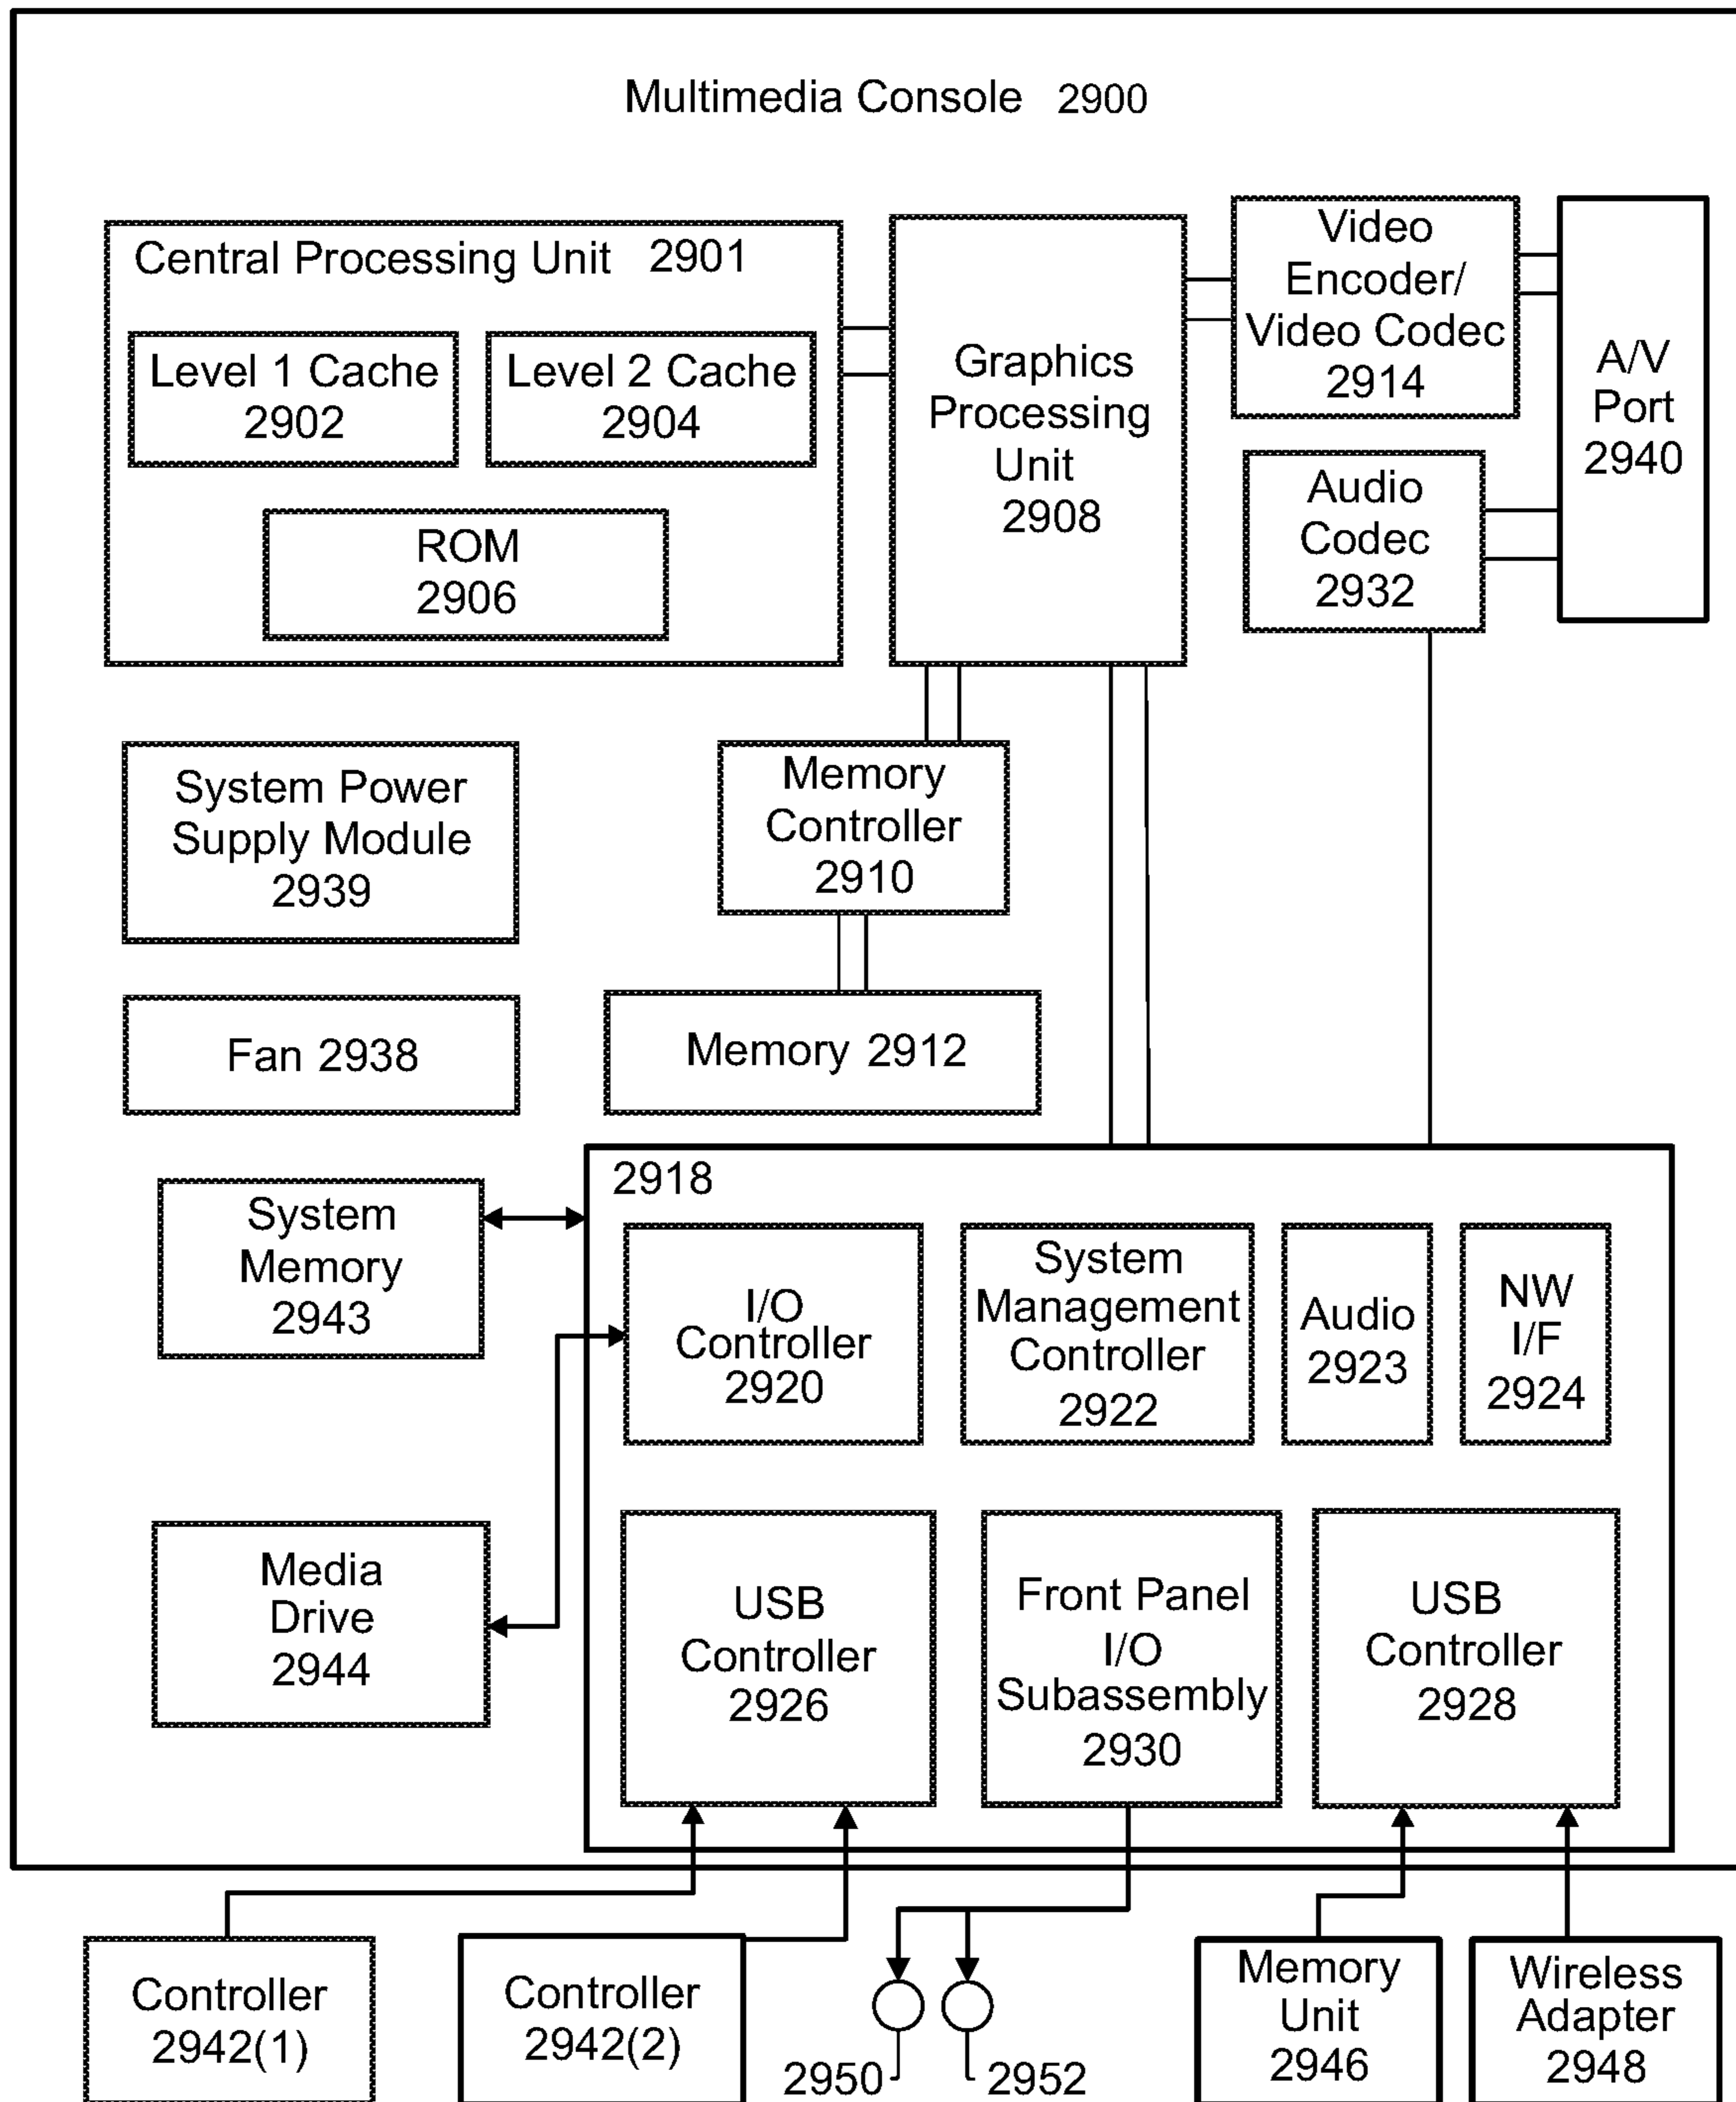 Multimedia Console 2900
Central Processing Unit 2901
Level 1 Cache
2902
Level 2 Cache
2904
ROM
2906
Graphics
Processing
Unit
2908
Video
Encoder/
Video Codec
2914
A/V
Port
2940
Audio
Codec
2932
System Power
Supply Module
2939
Memory
Controller
2910
Fan 2938
Memory 2912
System
Memory
2943
2918
I/O
Controller
2920
System
Management
Controller
2922
Audio
2923
NW
I/F
2924
Media
Drive
2944
USB
Controller
2926
Front Panel
I/O
Subassembly
2930
USB
Controller
2928
Controller
2942(1)
Controller
2942(2)
2950
2952
Memory
Unit
2946
Wireless
Adapter
2948